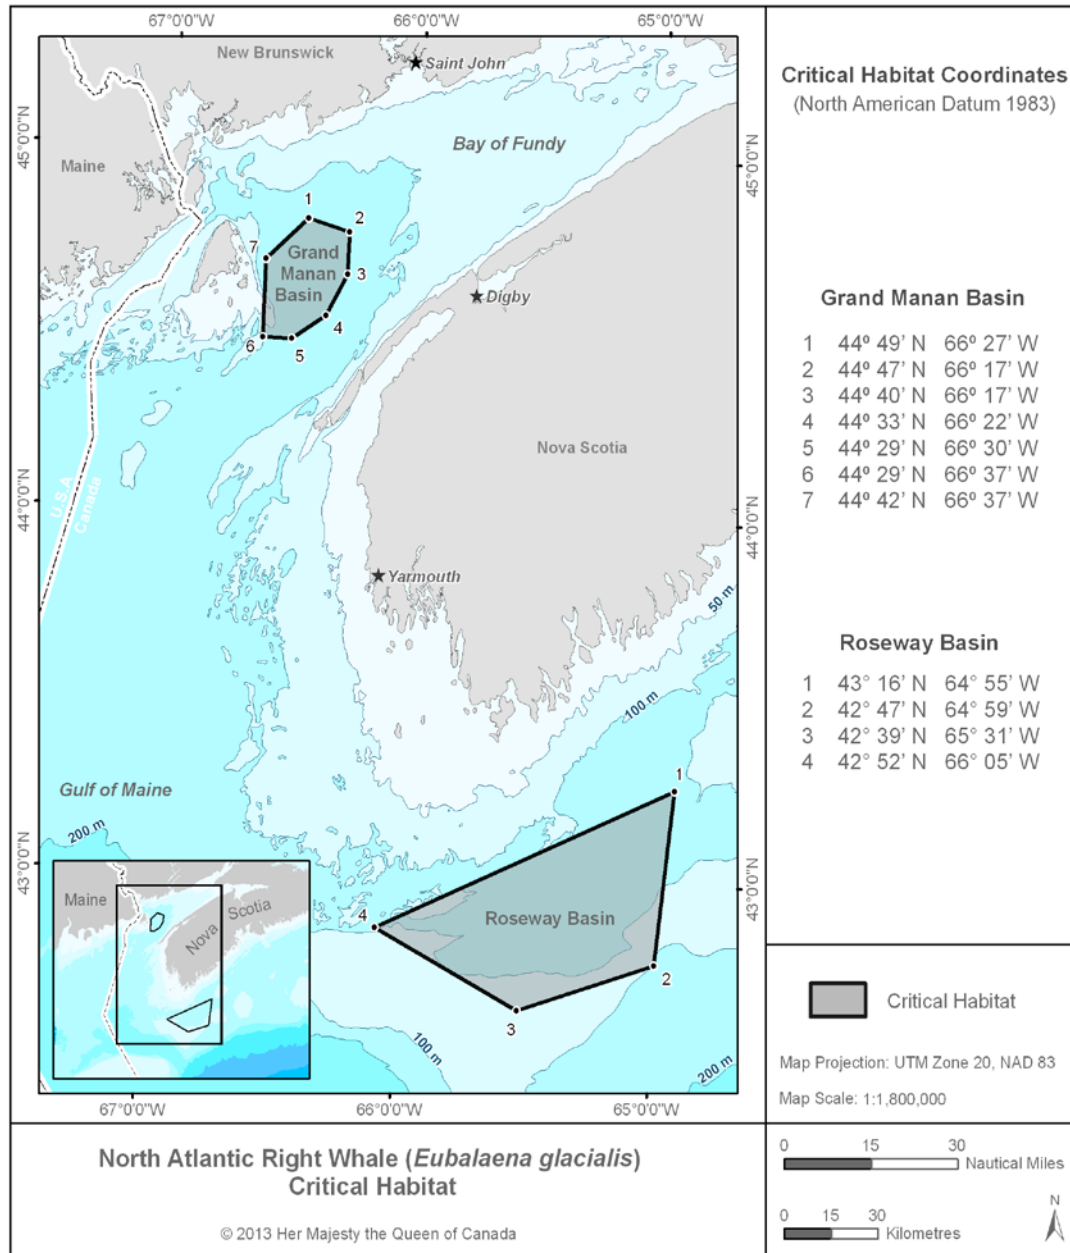 67°0'0"W 66°0'0"W 65°0'0"W
New Brunswick
Saint John
45°0'0"N
Bay of Fundy
45°0'0"N
Maine
1
2
7
Grand
Manan
Basin
3
4
5
6
Digby
Nova Scotia
44°0'0"N
U.S.A
Canada
44°0'0"N
Yarmouth
50 m
100 m
Gulf of Maine
200 m
43°0'0"N
43°0'0"N
1
4
Roseway Basin
2
3
100 m
200 m
Maine
Nova Scotia
67°0'0"W 66°0'0"W 65°0'0"W
Critical Habitat Coordinates
(North American Datum 1983)
Grand Manan Basin
1 44º 49' N 66º 27' W
2 44º 47' N 66º 17' W
3 44º 40' N 66º 17' W
4 44º 33' N 66º 22' W
5 44º 29' N 66º 30' W
6 44º 29' N 66º 37' W
7 44º 42' N 66º 37' W
Roseway Basin
1 43° 16' N 64° 55' W
2 42° 47' N 64° 59' W
3 42° 39' N 65° 31' W
4 42° 52' N 66° 05' W
Critical Habitat
Map Projection: UTM Zone 20, NAD 83
Map Scale: 1:1,800,000
North Atlantic Right Whale (Eubalaena glacialis)
Critical Habitat
© 2013 Her Majesty the Queen of Canada
0 15 30
Nautical Miles
0 15 30
Kilometres
N